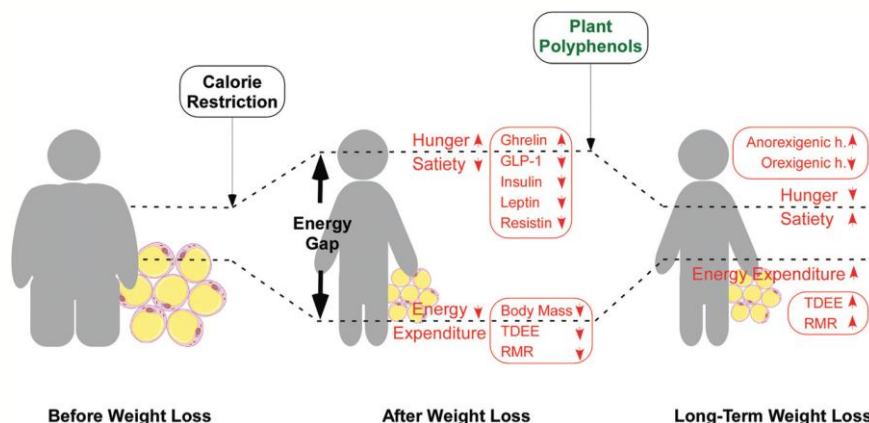 Plant
Polyphenols
Calorie
Restriction
Hunger
Satiety
Ghrelin
GLP-1
Insulin
Leptin
Resistin
Anorexigenic h.
Orexigenic h.
Hunger
Satiety
Energy
Gap
Energy Expenditure
Energy
Expenditure
Body Mass
TDEE
RMR
TDEE
RMR
Before Weight Loss
After Weight Loss
Long-Term Weight Loss